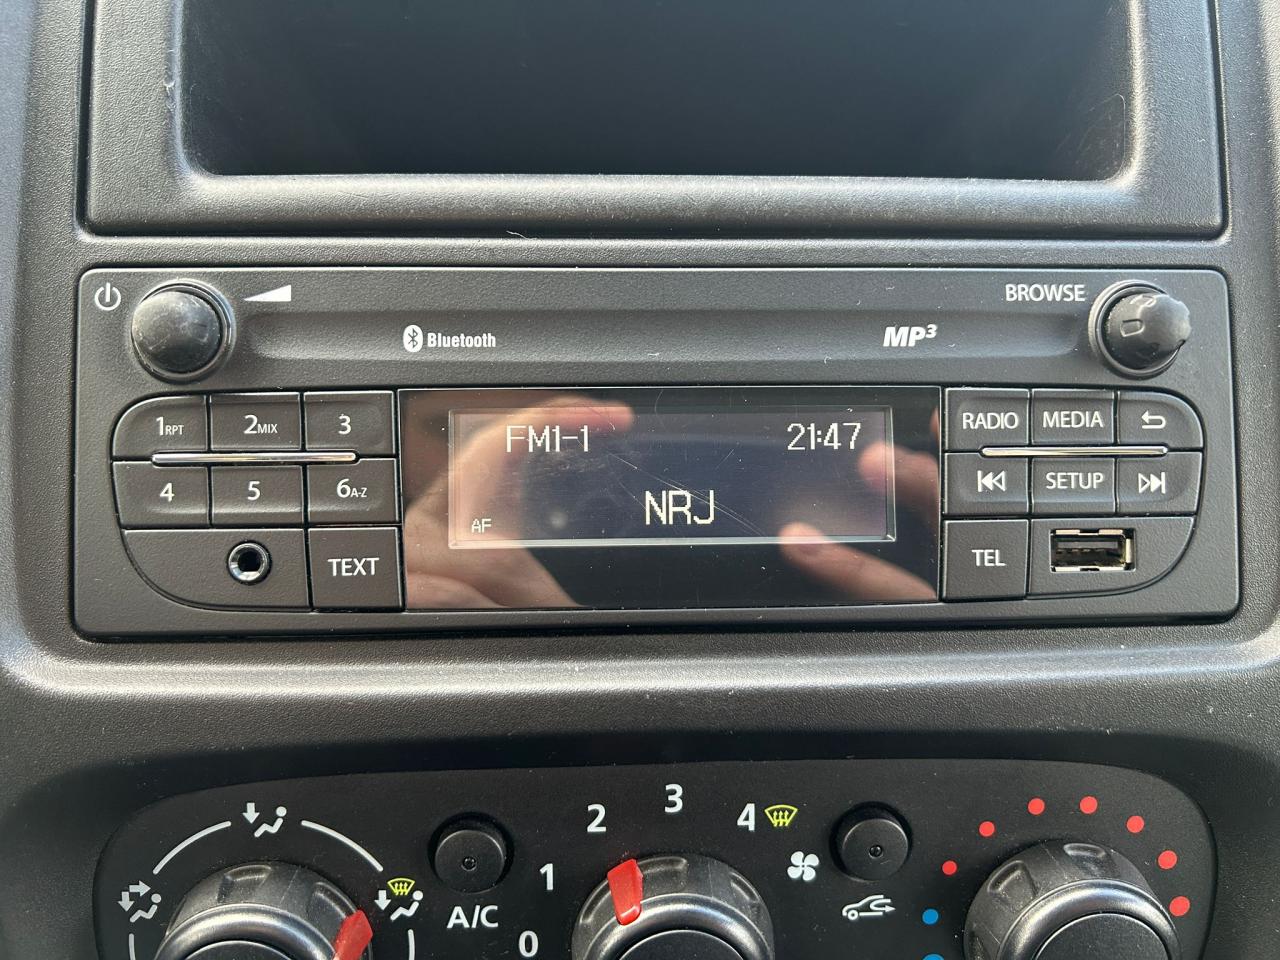 BROWSE
Bluetooth
MP3
1RPT
2MIX
3
4
5
6A-Z
TEXT
FM1-1
21:47
NRJ
AF
RADIO
MEDIA
SETUP
TEL
A/C
0
1
2
3
4